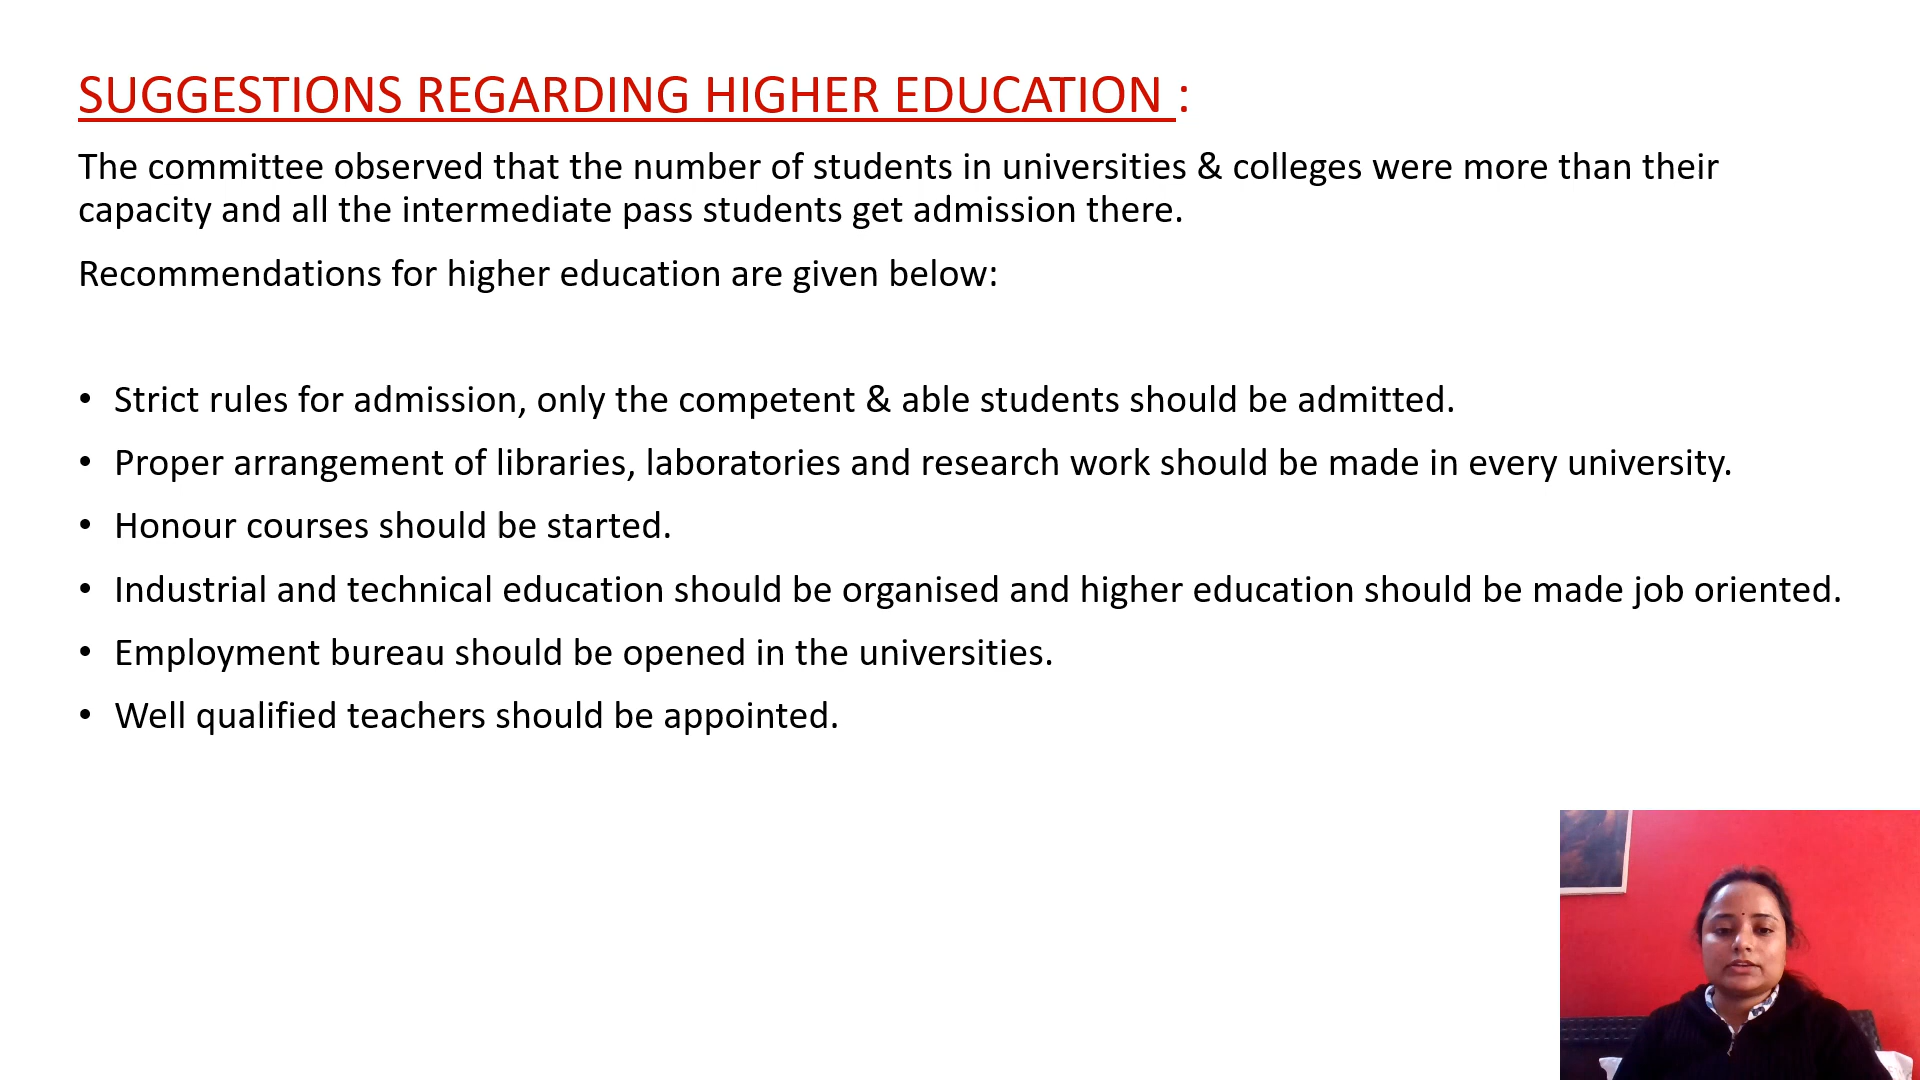 SUGGESTIONS REGARDING HIGHER EDUCATION :
The committee observed that the number of students in universities & colleges were more than their
capacity and all the intermediate pass students get admission there.
Recommendations for higher education are given below:
• Strict rules for admission, only the competent & able students should be admitted.
• Proper arrangement of libraries, laboratories and research work should be made in every university.
• Honour courses should be started.
• Industrial and technical education should be organised and higher education should be made job oriented.
• Employment bureau should be opened in the universities.
• Well qualified teachers should be appointed.